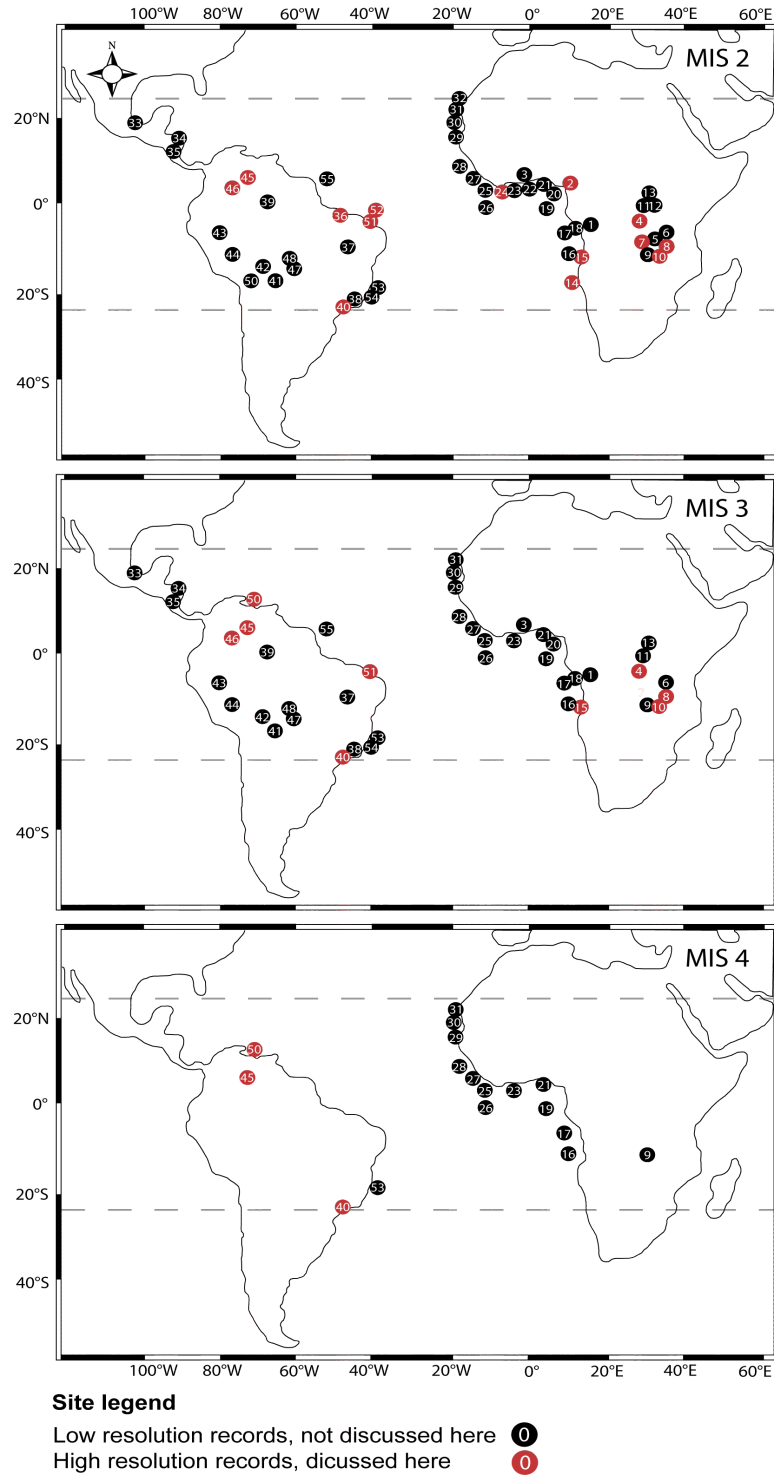 100°W 80°W 60°W 40°W 20°W 0° 20°E 40°E 60°E
N
MIS 2
32
31
20°N 33 30
34 29
35 28 3 13
45 55 27 25 24 23 22 21 20 2
46 36 52 26 19 11 12
0° 39 51 4
43 37 17 18 1 7 5 6
44 42 48 47 16 15 9 10 8
50 41 14
20°S 53
38 54
40
40°S
MIS 3
31
20°N 33 30
34 29
35 50 28 3 13
45 55 27 25 23 21 20
46 26 19 11
0° 39 51 4
43 37 17 18 1 6
44 42 48 47 16 15 9 10 8
41
20°S 53
38 54
40
40°S
MIS 4
31
20°N 30
29
50 28
45 27 25 23 21
0° 26 19
17
16 9
20°S 53
40
40°S
100°W 80°W 60°W 40°W 20°W 0° 20°E 40°E 60°E
Site legend
Low resolution records, not discussed here 0
High resolution records, dicussed here 0